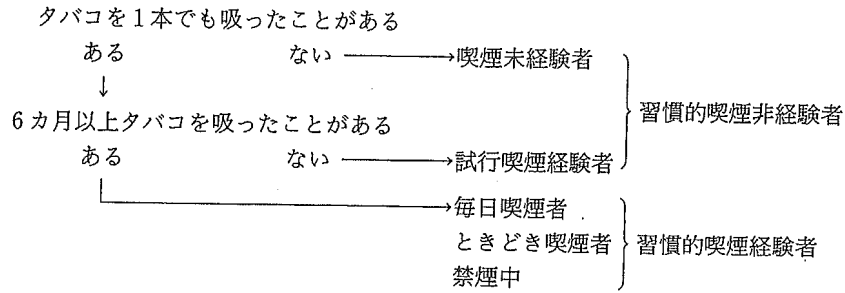 タバコを1本でも吸ったことがある
ある ない 喫煙未経験者
習慣的喫煙非経験者
6カ月以上タバコを吸ったことがある
ある ない 試行喫煙経験者
毎日喫煙者
ときどき喫煙者 習慣的喫煙経験者
禁煙中